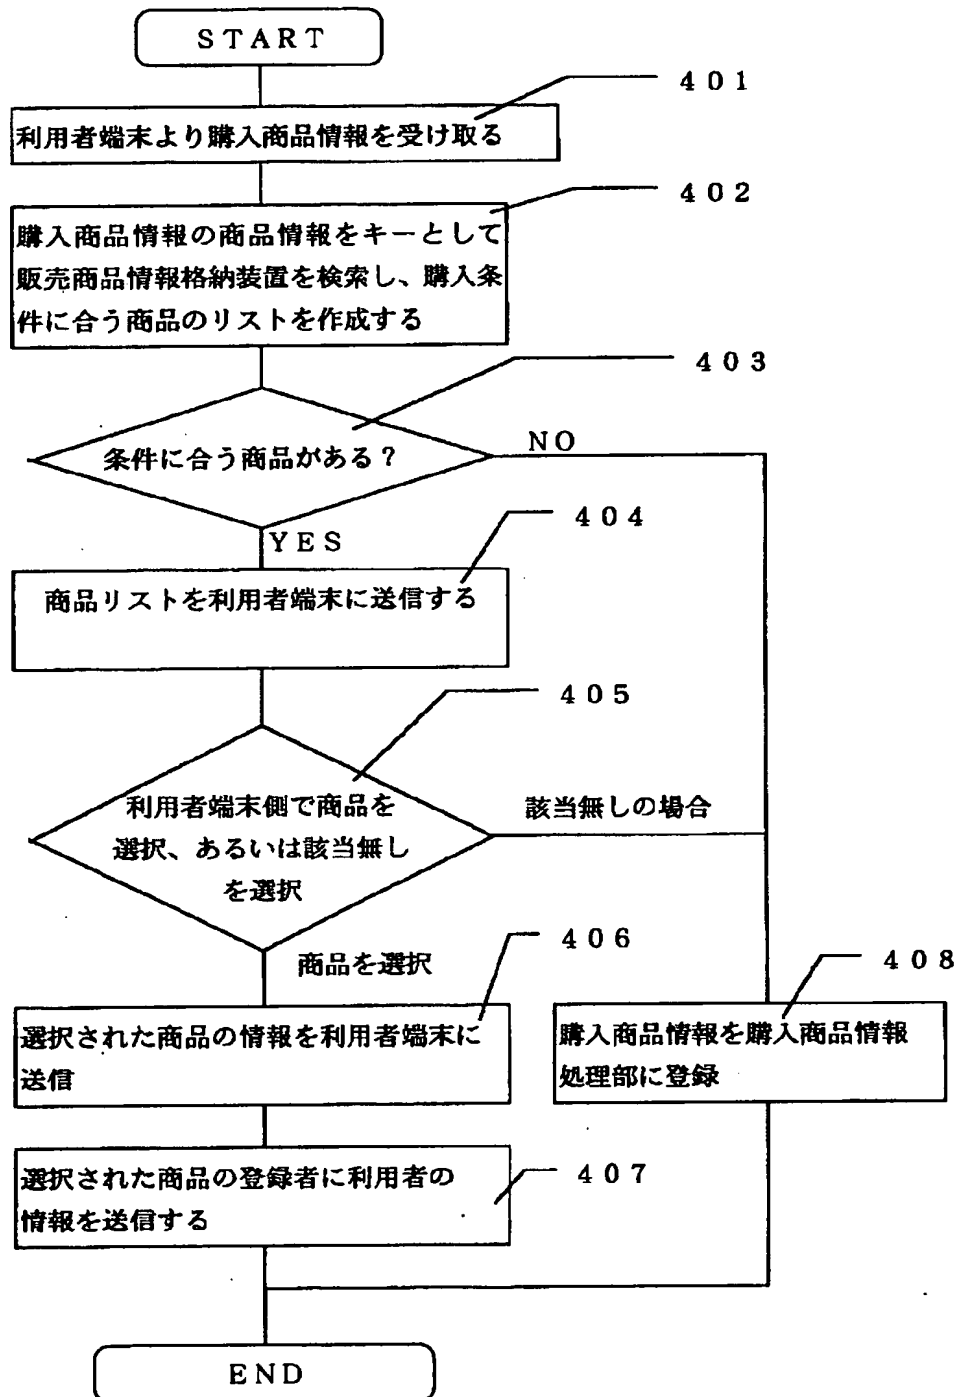 START
401
利用者端末より購入商品情報を受け取る
402
購入商品情報の商品情報をキーとして
販売商品情報格納装置を検索し、購入条
件に合う商品のリストを作成する
403
条件に合う商品がある?
NO
YES
404
商品リストを利用者端末に送信する
405
利用者端末側で商品を
選択、あるいは該当無し
を選択
該当無しの場合
商品を選択
406
選択された商品の情報を利用者端末に
送信
408
購入商品情報を購入商品情報
処理部に登録
407
選択された商品の登録者に利用者の
情報を送信する
END